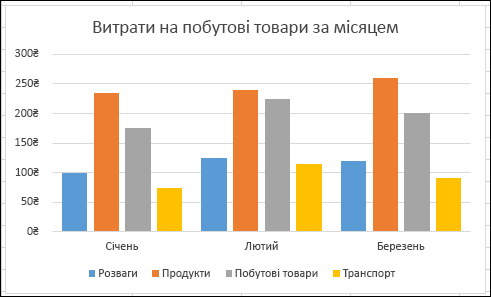 Витрати на побутові товари за місяцем
300₴
250₴
200₴
150₴
100₴
50₴
0₴
Січень Лютий Березень
Розваги Продукти Побутові товари Транспорт